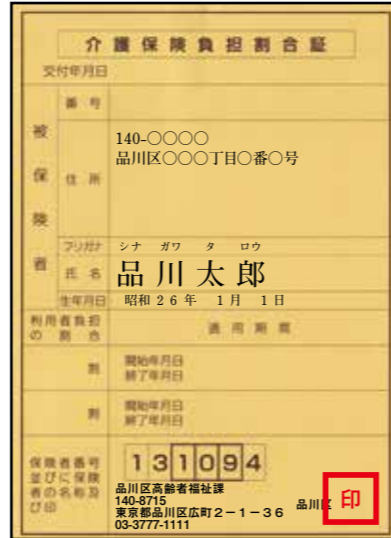 介護保険負担割合証
交付年月日
番号
被保険者
住所
140-○○○○
品川区○○○丁目○番○号
フリガナ
シナ ガワ タ ロウ
氏名
品川太郎
生年月日
昭和26年 1月 1日
利用者負担の割合
適用期間
割
開始年月日
終了年月日
割
開始年月日
終了年月日
保険者番号並びに保険者の名称及び印
131094
品川区高齢者福祉課
140-8715
東京都品川区広町2-1-36
03-3777-1111
品川区
印